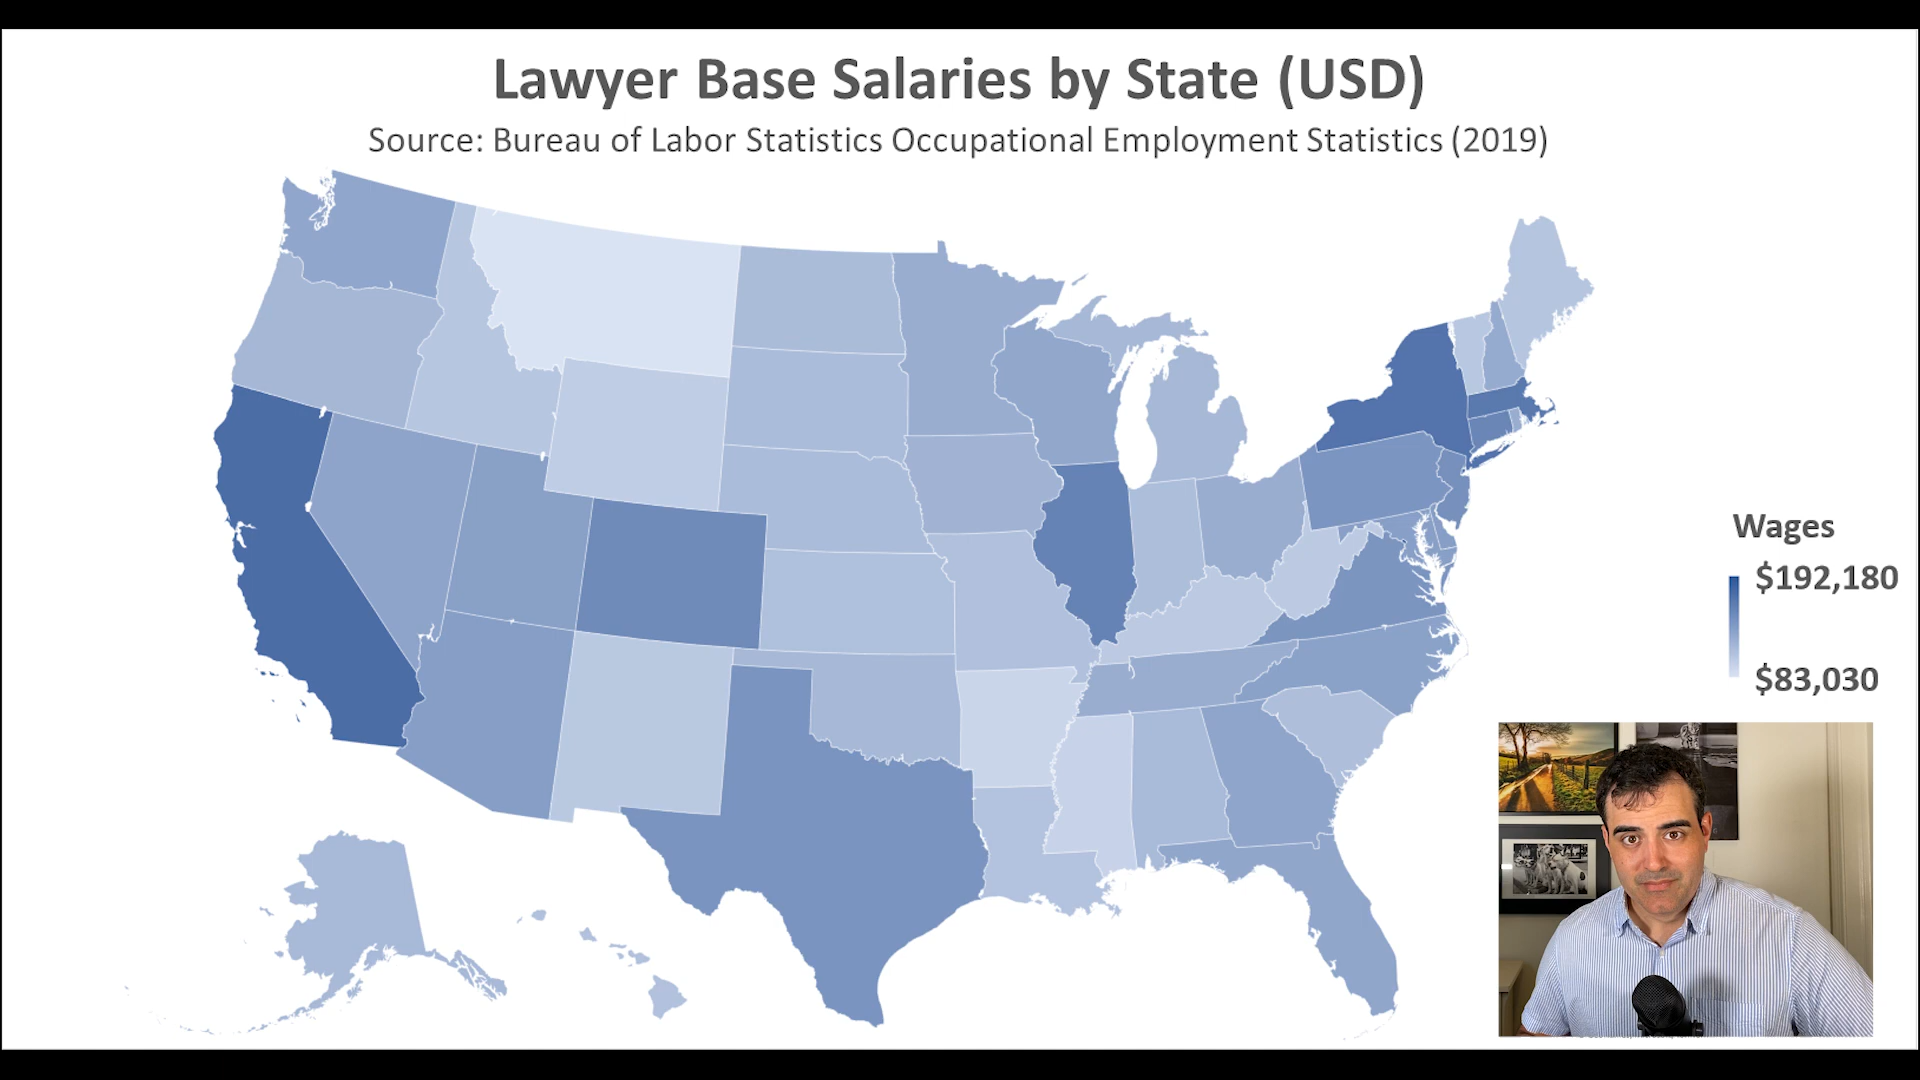 Lawyer Base Salaries by State (USD)
Source: Bureau of Labor Statistics Occupational Employment Statistics (2019)
Wages
$192,180
$83,030